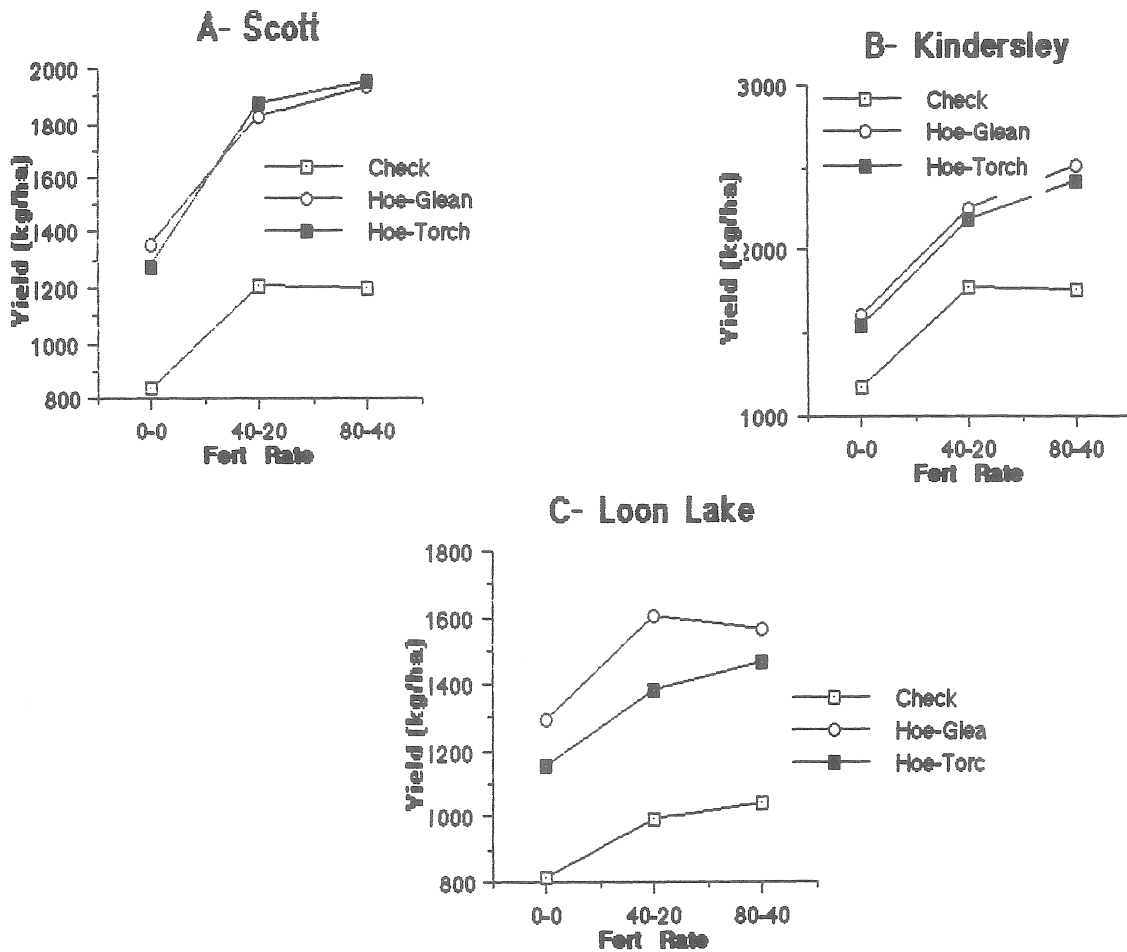 A- Scott
2000
1800
1600
1400
1200
1000
800
Yield (kg/ha)
Check
Hoe-Glean
Hoe-Torch
0-0 40-20 80-40
Fert Rate
B- Kindersley
3000
2000
1000
Yield (kg/ha)
Check
Hoe-Glean
Hoe-Torch
0-0 40-20 80-40
Fert Rate
C- Loon Lake
1800
1600
1400
1200
1000
800
Yield (kg/ha)
Check
Hoe-Glea
Hoe-Torc
0-0 40-20 80-40
Fert Rate